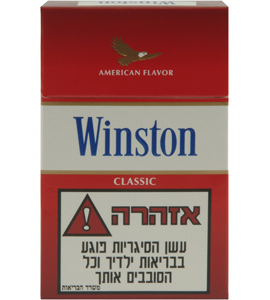 AMERICAN FLAVOR
Winston
CLASSIC
אזהרה
עשן הסיגריות פוגע
בבריאות ילדיך וכל
הסובבים אותך
משרד הבריאות